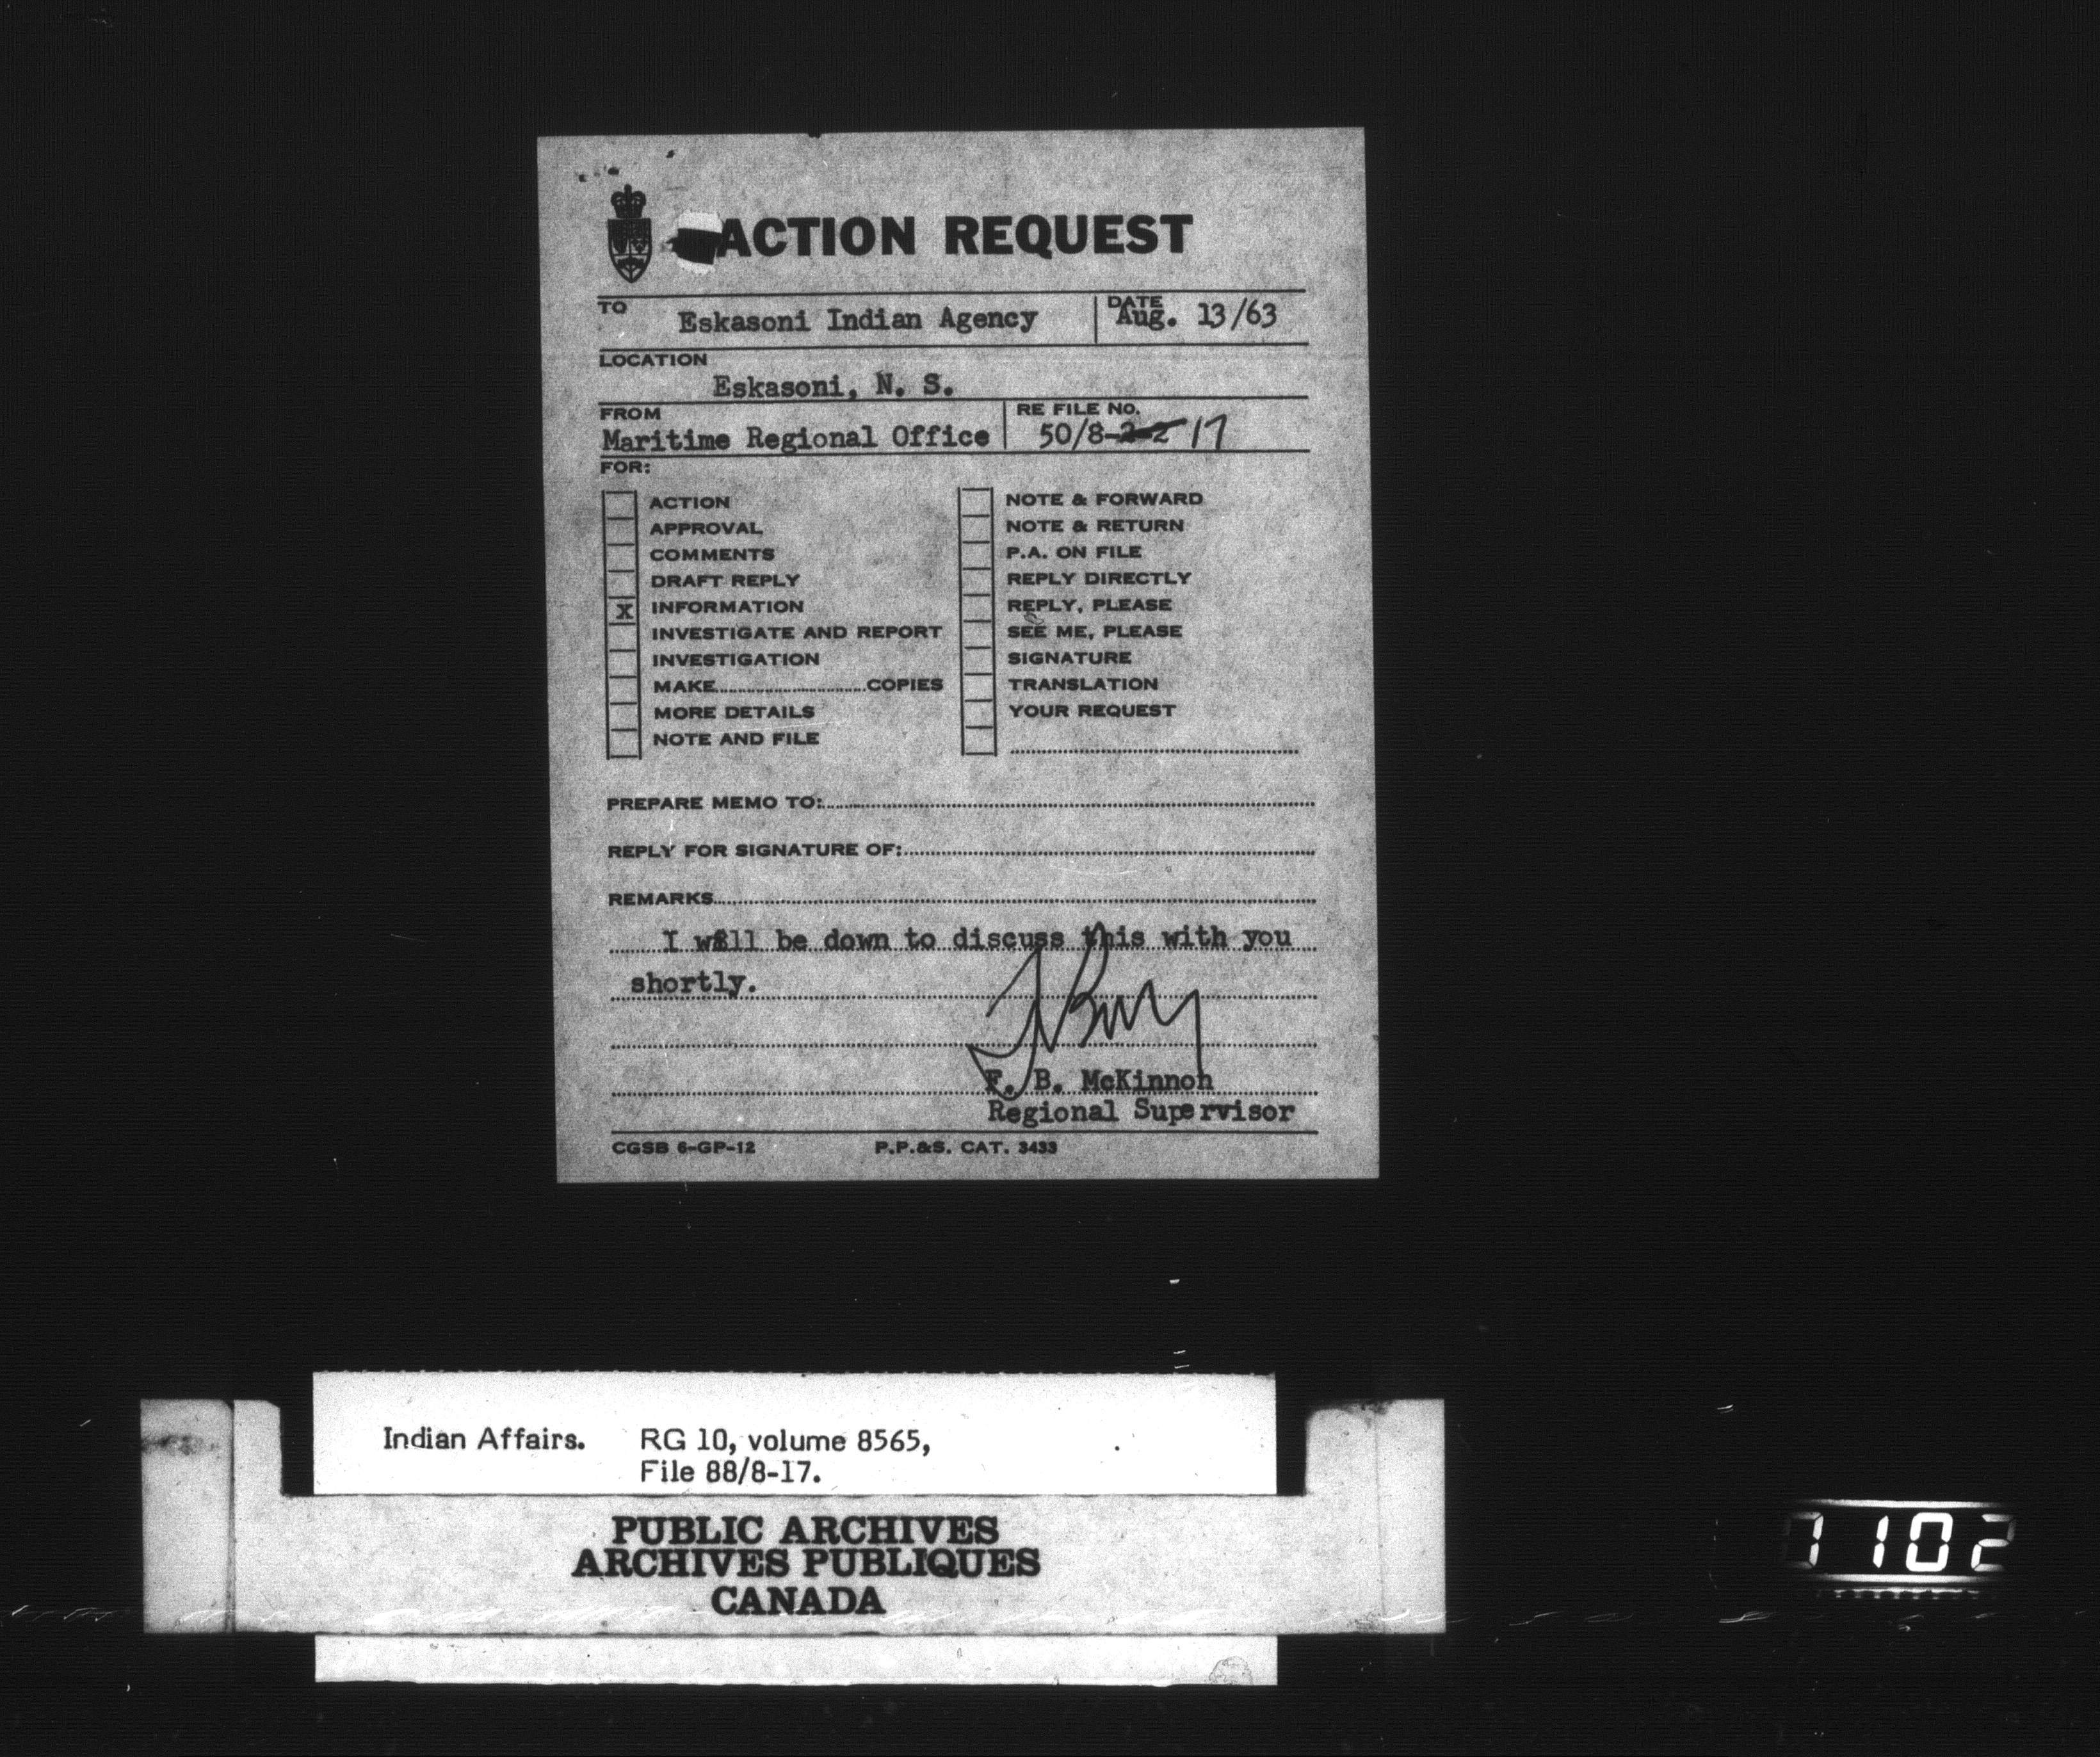 ACTION REQUEST
TO Eskasoni Indian Agency DATE Aug. 13/63
LOCATION
Eskasoni, N. S.
FROM RE FILE NO.
Maritime Regional Office 50/8-2-2 17
FOR:
ACTION
APPROVAL
COMMENTS
DRAFT REPLY
X INFORMATION
INVESTIGATE AND REPORT
INVESTIGATION
MAKE..............................COPIES
MORE DETAILS
NOTE AND FILE
NOTE & FORWARD
NOTE & RETURN
P.A. ON FILE
REPLY DIRECTLY
REPLY, PLEASE
SEE ME, PLEASE
SIGNATURE
TRANSLATION
YOUR REQUEST
PREPARE MEMO TO:
REPLY FOR SIGNATURE OF:
REMARKS
I will be down to discuss this with you
shortly.
F. B. McKinnon
Regional Supervisor
CGSB 6-GP-12 P.P.&S. CAT. 3433
Indian Affairs. RG 10, volume 8565,
File 88/8-17.
PUBLIC ARCHIVES
ARCHIVES PUBLIQUES
CANADA
7102